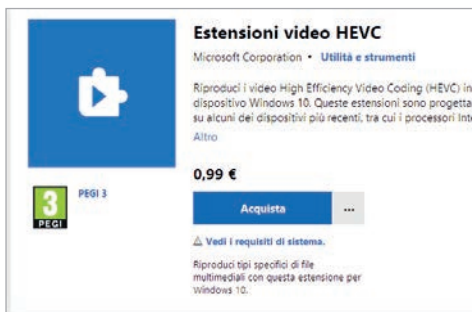 Estensioni video HEVC
Microsoft Corporation • Utilità e strumenti
Riproduci i video High Efficiency Video Coding (HEVC) in
dispositivo Windows 10. Queste estensioni sono progetta
su alcuni dei dispositivi più recenti, tra cui i processori Inte
Altro
0,99 €
3
PEGI
PEGI 3
Acquista
...
Vedi i requisiti di sistema.
Riproduci tipi specifici di file
multimediali con questa estensione per
Windows 10.